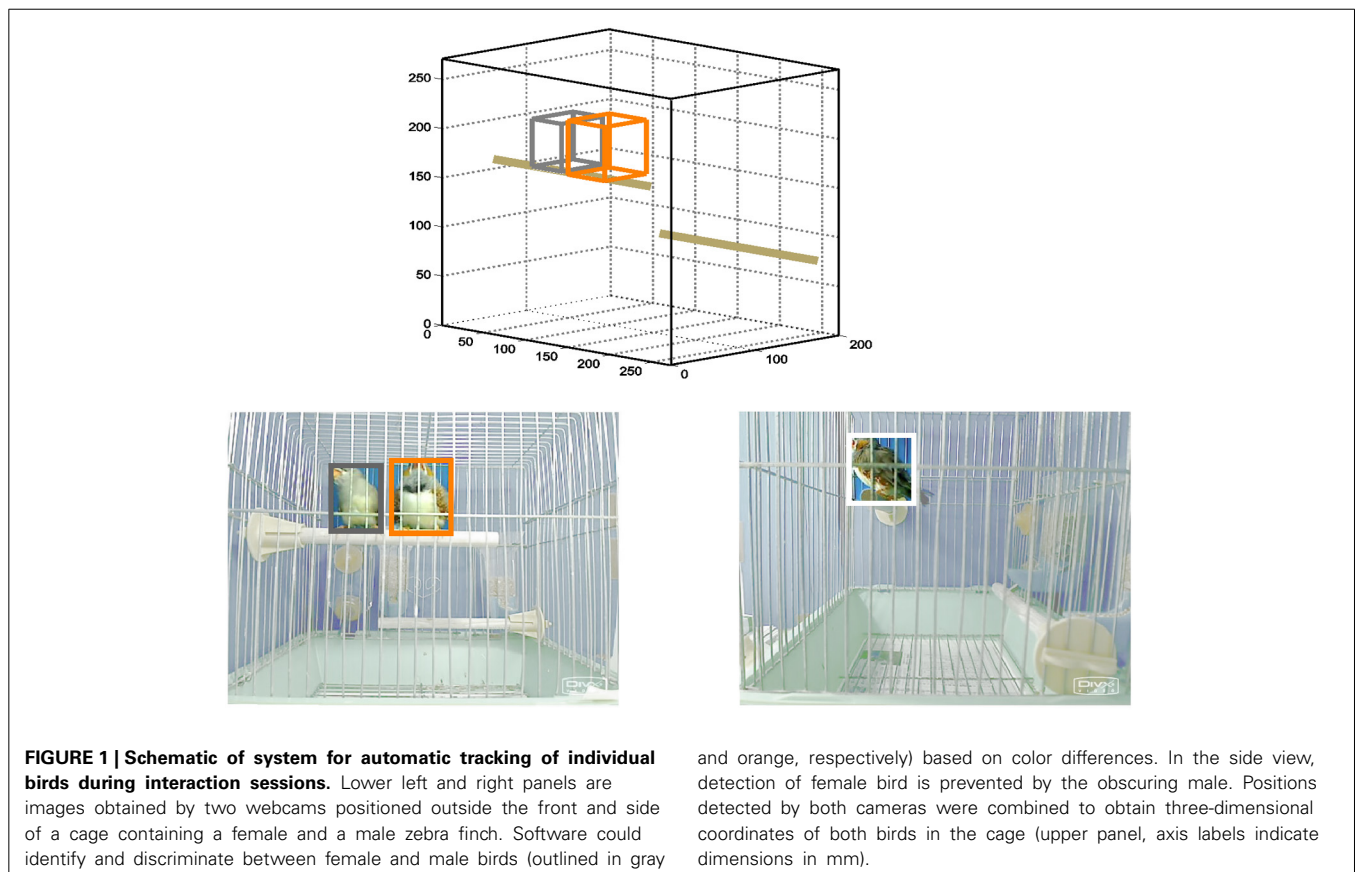 250
200
150
100
50
0
0
50
100
150
200
250
0
100
200
DivX
VIDEO
DivX
VIDEO
FIGURE 1 | Schematic of system for automatic tracking of individual
birds during interaction sessions. Lower left and right panels are
images obtained by two webcams positioned outside the front and side
of a cage containing a female and a male zebra finch. Software could
identify and discriminate between female and male birds (outlined in gray
and orange, respectively) based on color differences. In the side view,
detection of female bird is prevented by the obscuring male. Positions
detected by both cameras were combined to obtain three-dimensional
coordinates of both birds in the cage (upper panel, axis labels indicate
dimensions in mm).